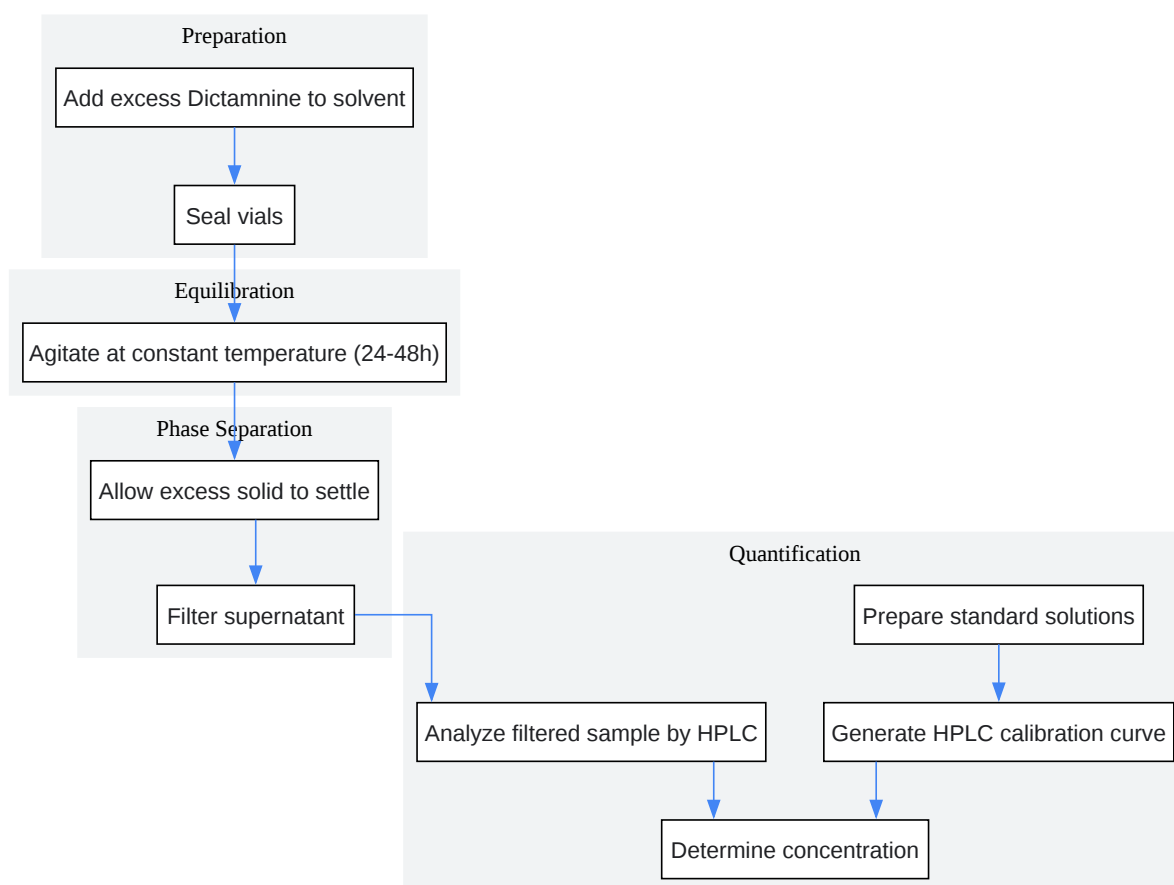 Preparation
Add excess Dictamnine to solvent
Seal vials
Equilibration
Agitate at constant temperature (24-48h)
Phase Separation
Allow excess solid to settle
Filter supernatant
Quantification
Prepare standard solutions
Analyze filtered sample by HPLC
Generate HPLC calibration curve
Determine concentration